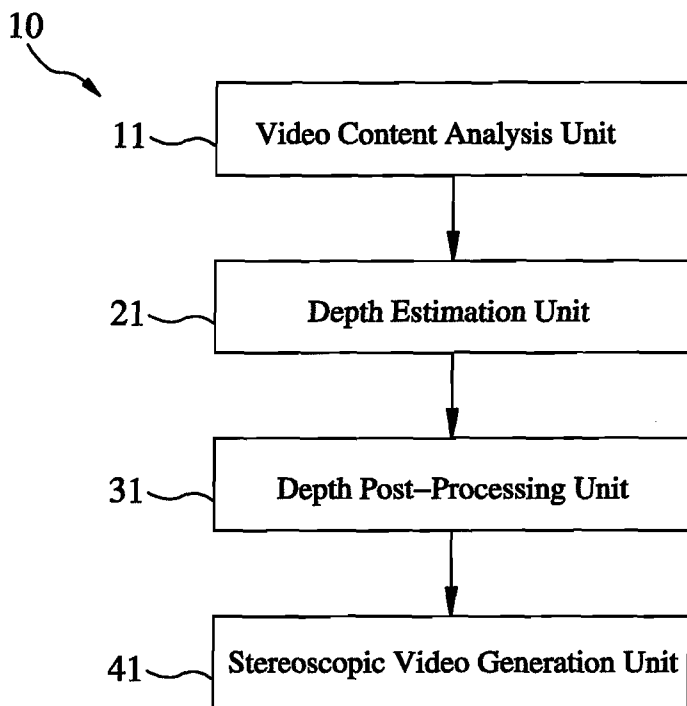 10
11 Video Content Analysis Unit
21 Depth Estimation Unit
31 Depth Post–Processing Unit
41 Stereoscopic Video Generation Unit